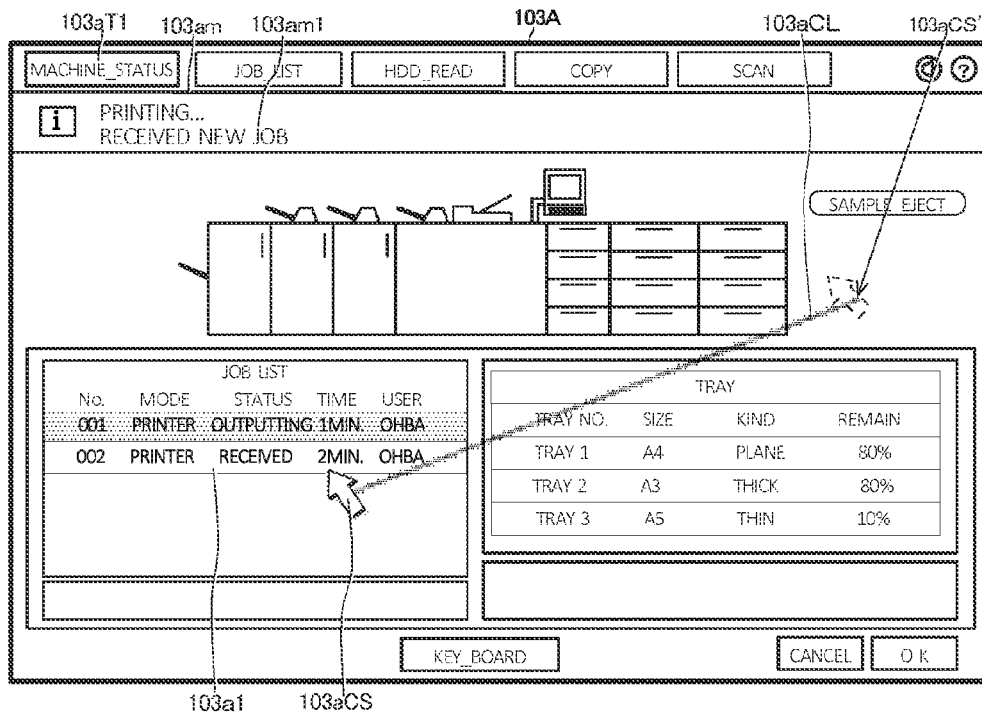 103aT1 103am 103am1 103A 103aCL 103aCS'
MACHINE_STATUS JOB_LIST HDD_READ COPY SCAN ?
i PRINTING...
RECEIVED NEW JOB
SAMPLE EJECT
JOB LIST
No. MODE STATUS TIME USER
001 PRINTER OUTPUTTING 1MIN. OHBA
002 PRINTER RECEIVED 2MIN. OHBA
TRAY
TRAY NO. SIZE KIND REMAIN
TRAY 1 A4 PLANE 80%
TRAY 2 A3 THICK 80%
TRAY 3 A5 THIN 10%
KEY_BOARD CANCEL OK
103a1 103aCS